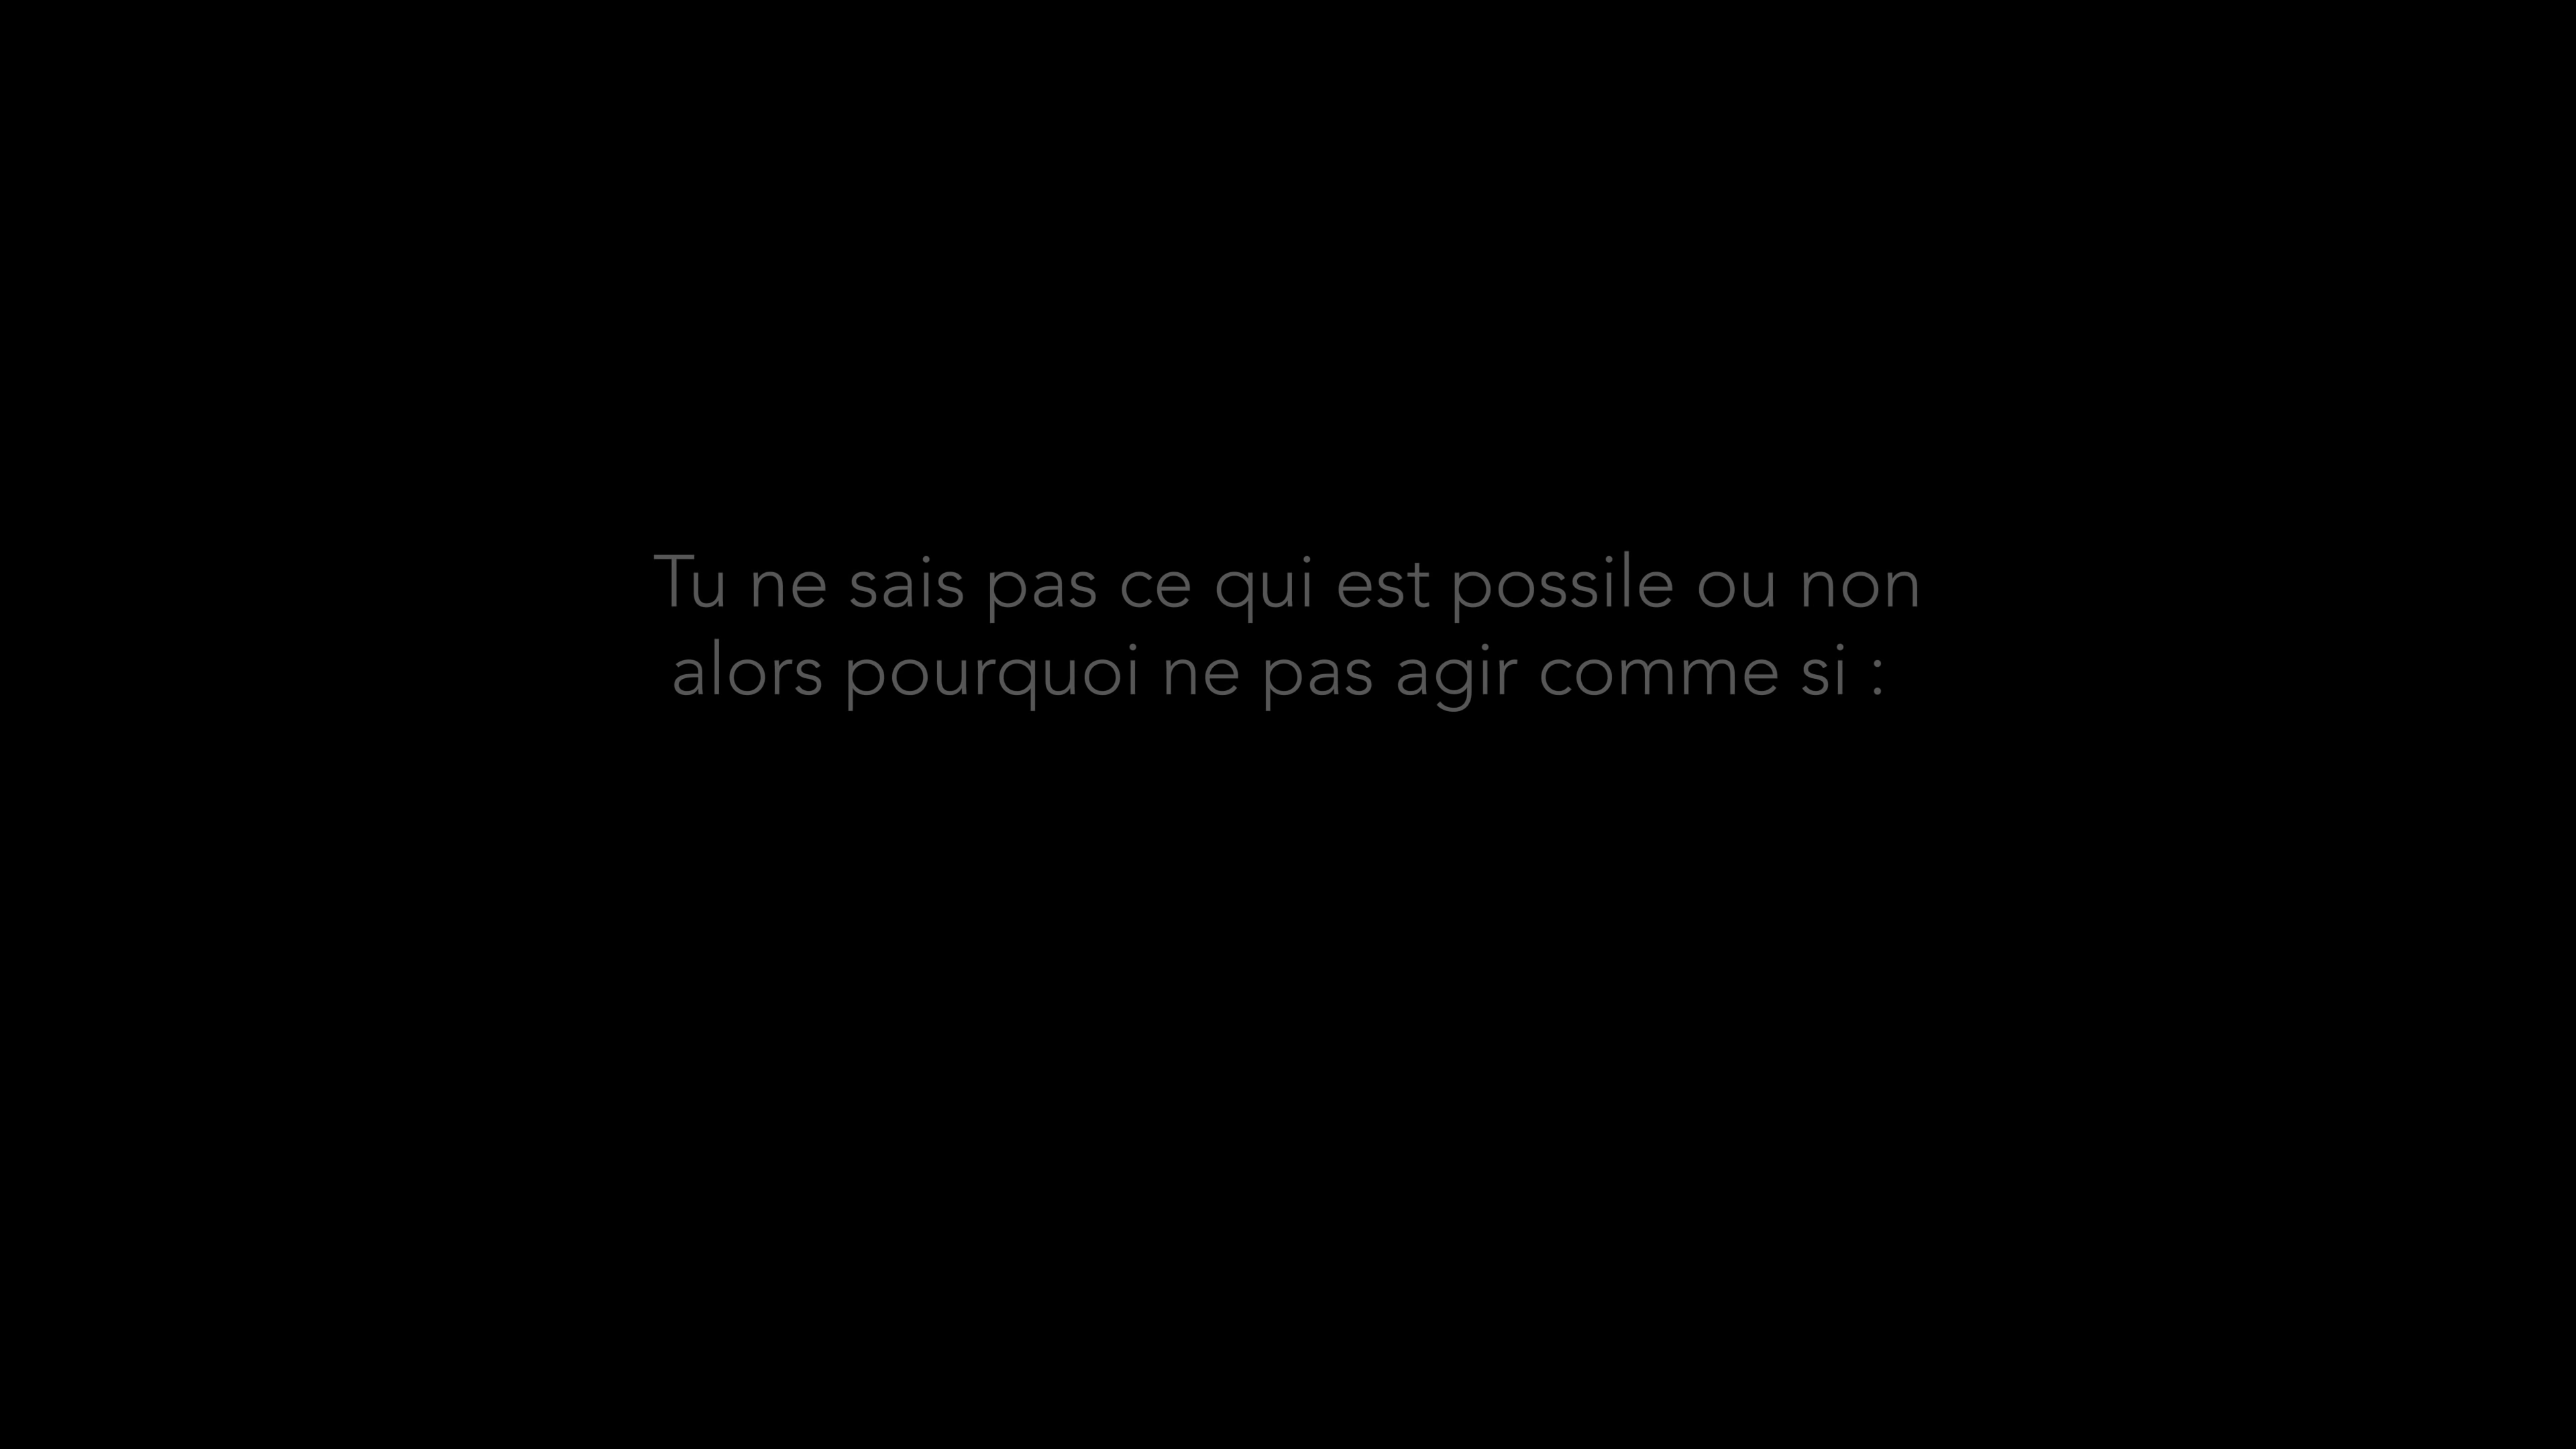 Tu ne sais pas ce qui est possile ou non
alors pourquoi ne pas agir comme si :